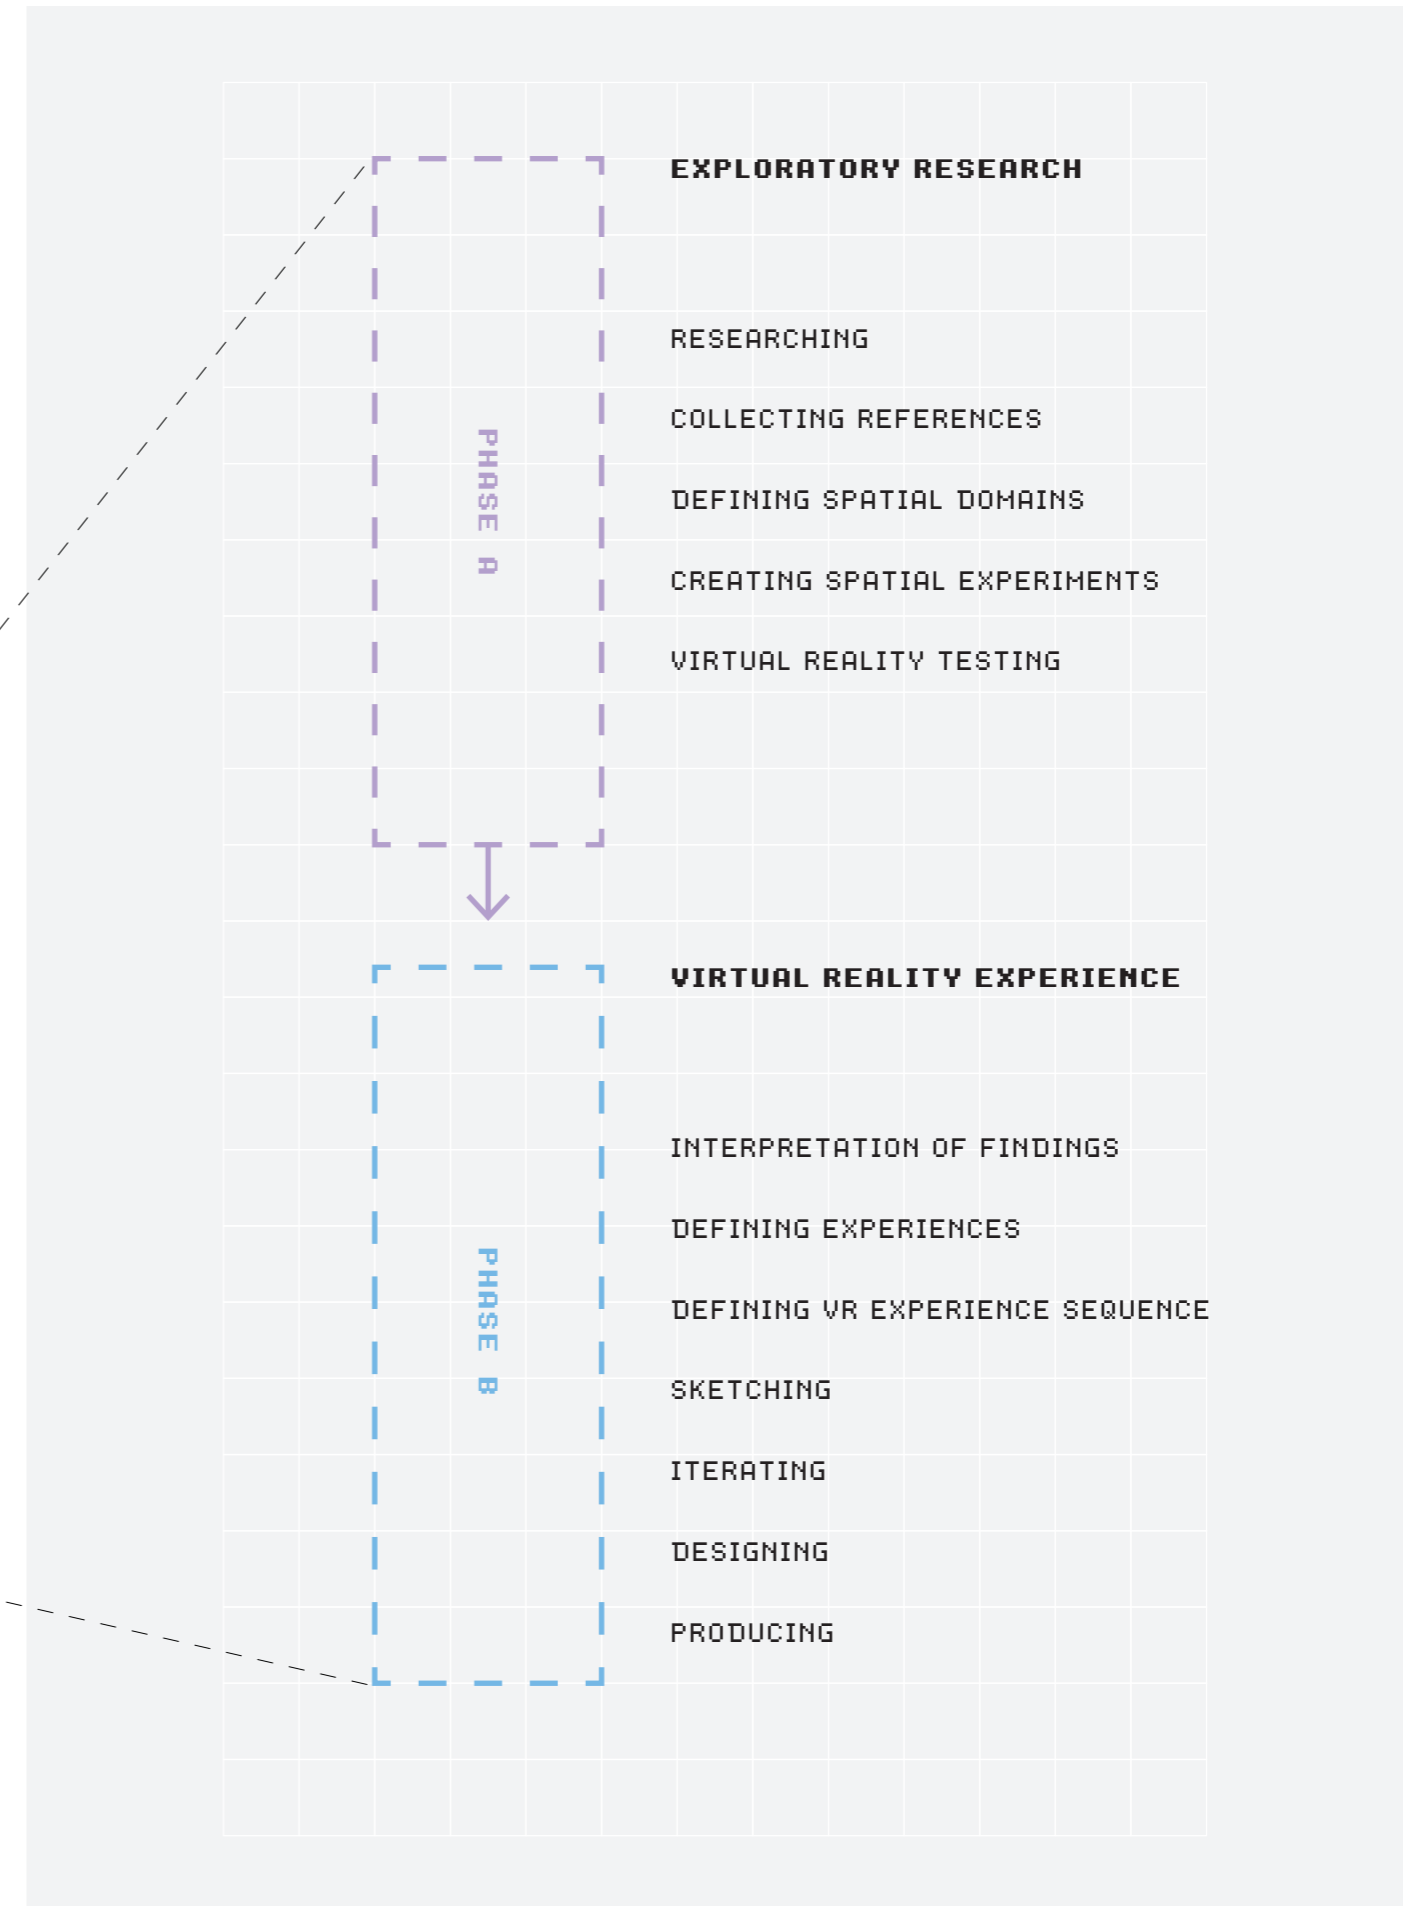 EXPLORATORY RESEARCH
RESEARCHING
COLLECTING REFERENCES
DEFINING SPATIAL DOMAINS
CREATING SPATIAL EXPERIMENTS
VIRTUAL REALITY TESTING
PHASE A
VIRTUAL REALITY EXPERIENCE
INTERPRETATION OF FINDINGS
DEFINING EXPERIENCES
DEFINING VR EXPERIENCE SEQUENCE
SKETCHING
ITERATING
DESIGNING
PRODUCING
PHASE B